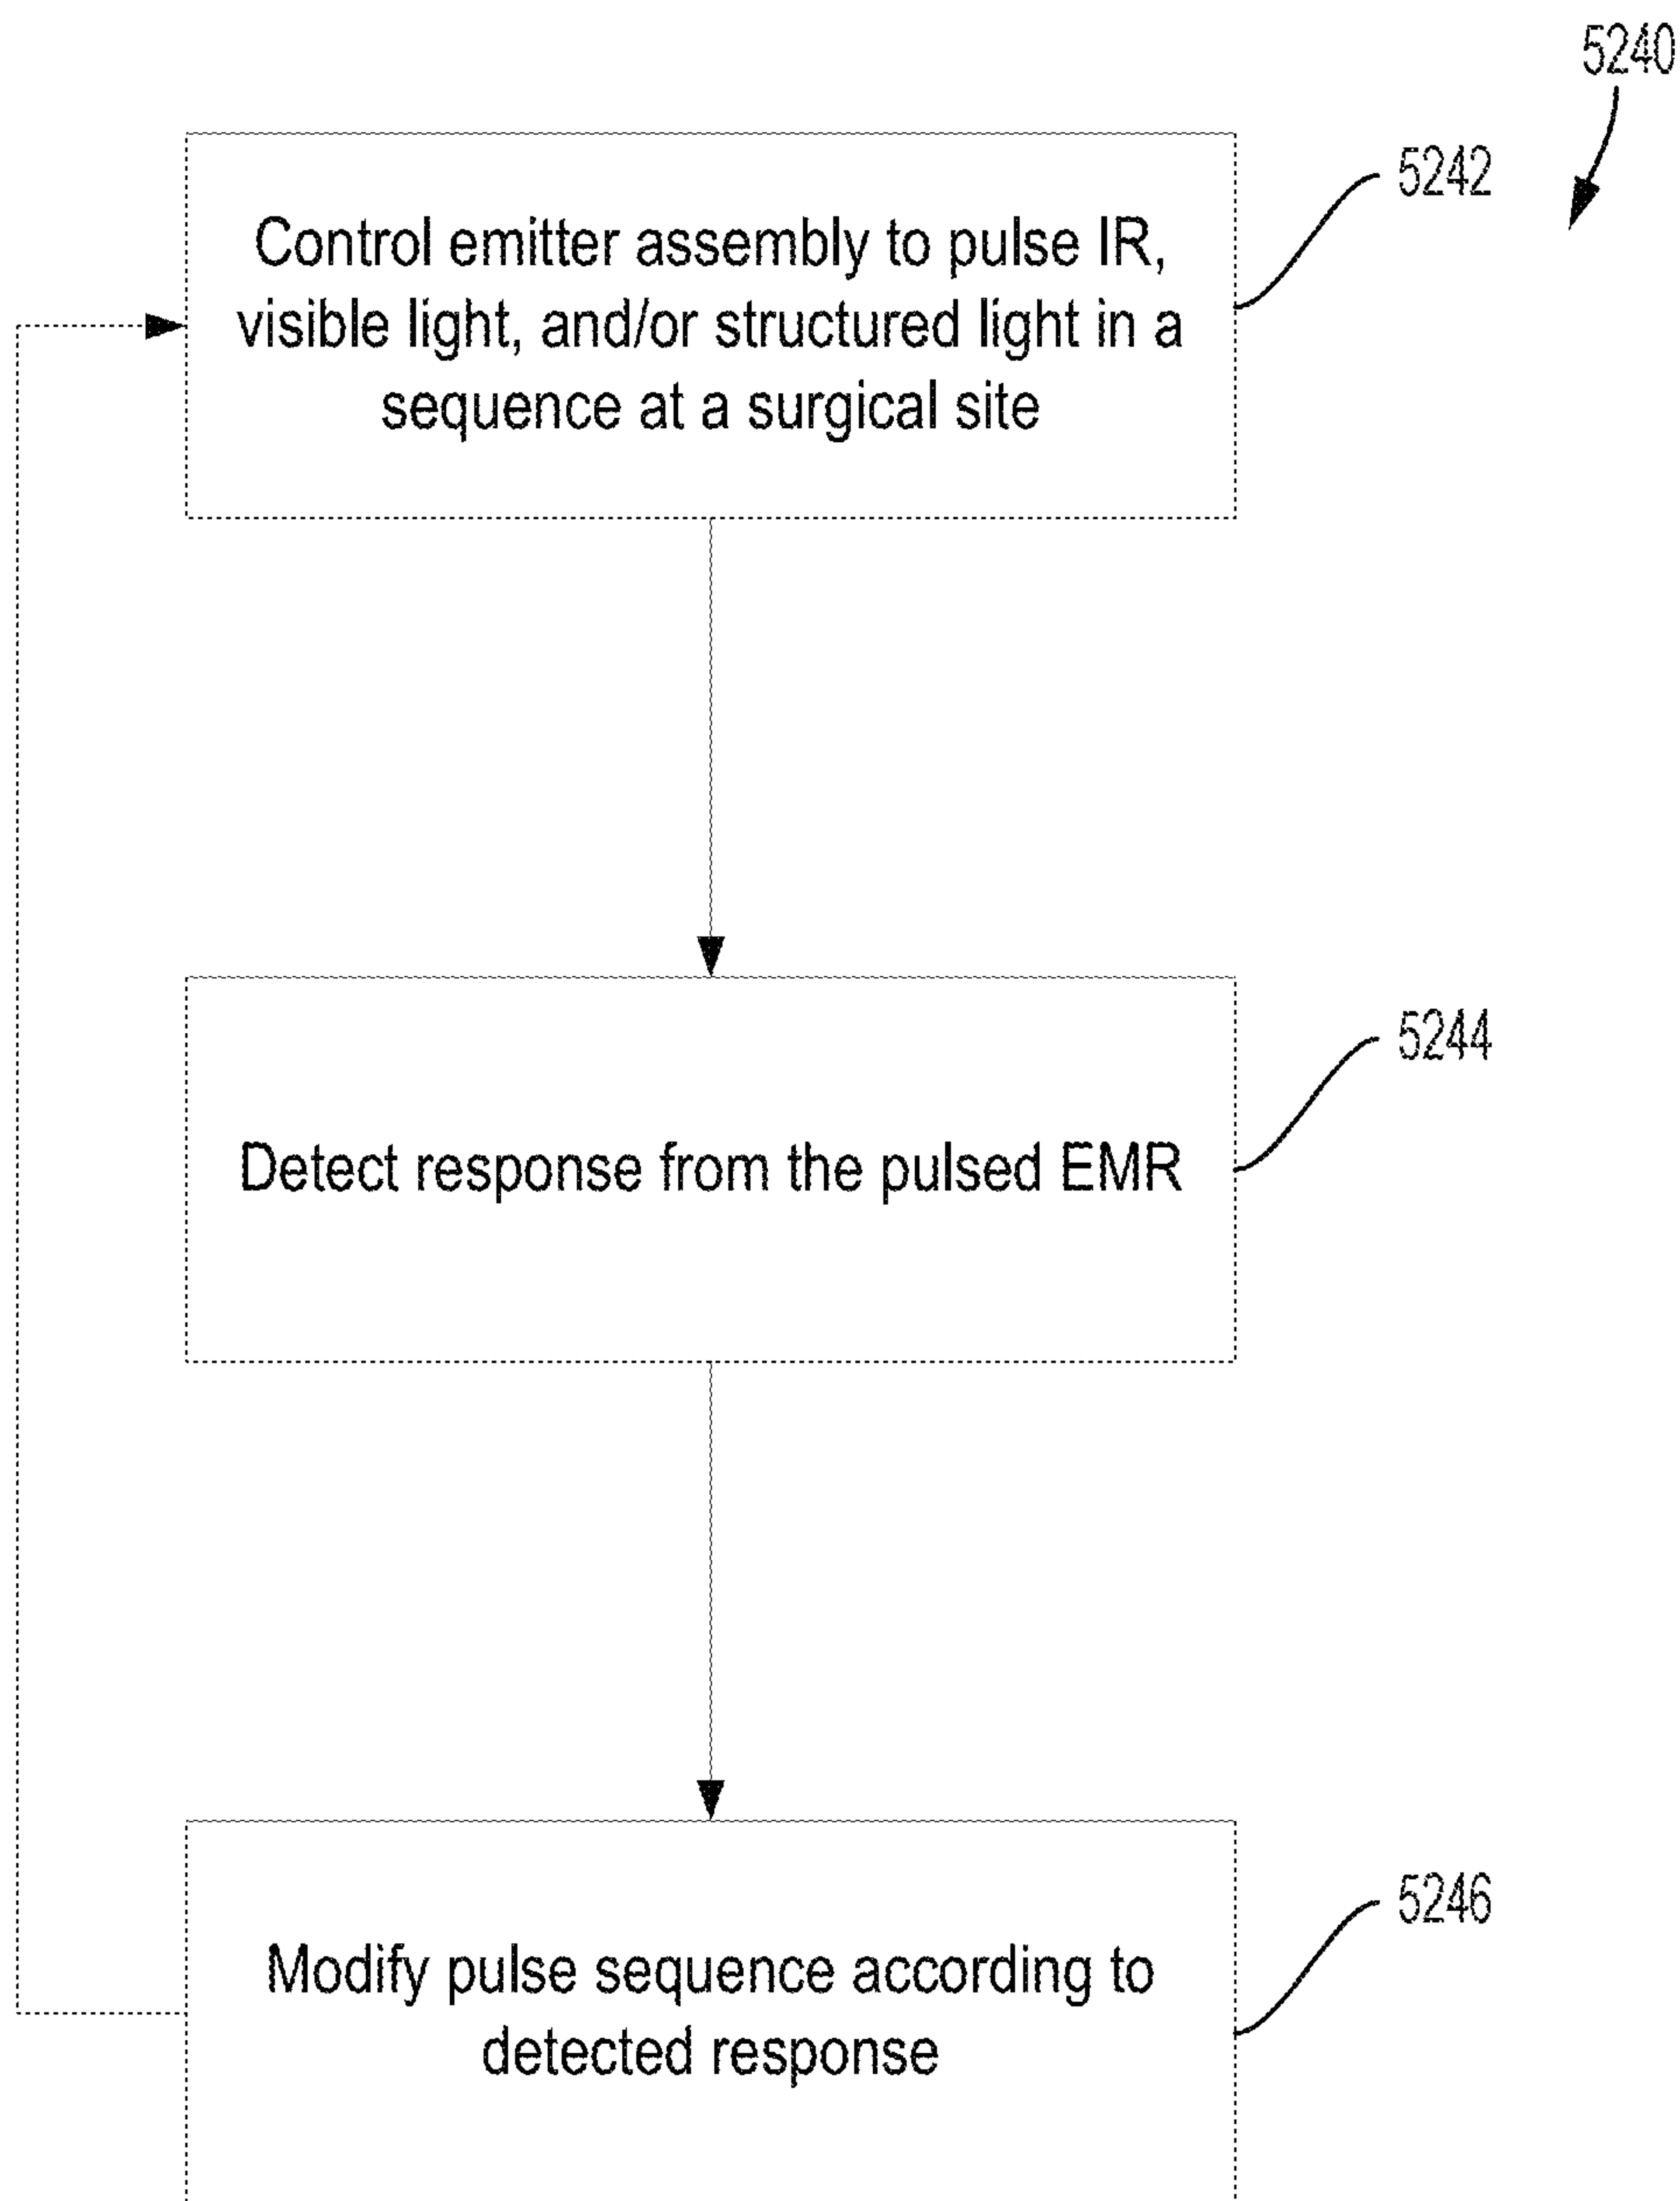 5240
5242
Control emitter assembly to pulse IR,
visible light, and/or structured light in a
sequence at a surgical site
5244
Detect response from the pulsed EMR
5246
Modify pulse sequence according to
detected response